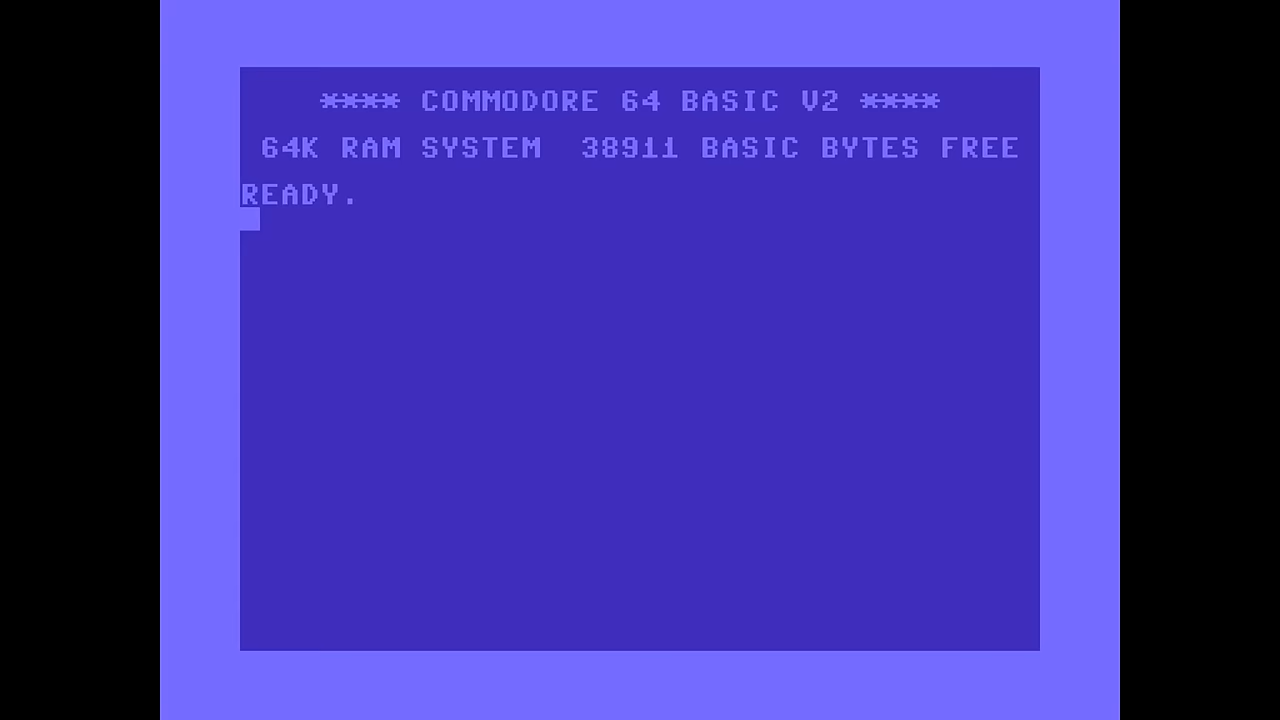 **** COMMODORE 64 BASIC V2 ****
64K RAM SYSTEM  38911 BASIC BYTES FREE
READY.